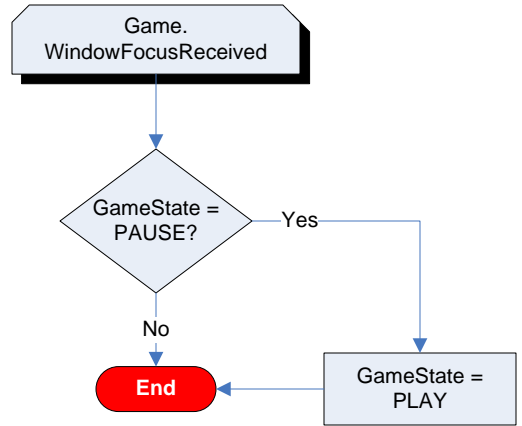 Game.
WindowFocusReceived
GameState =
PAUSE?
Yes
No
End
GameState =
PLAY